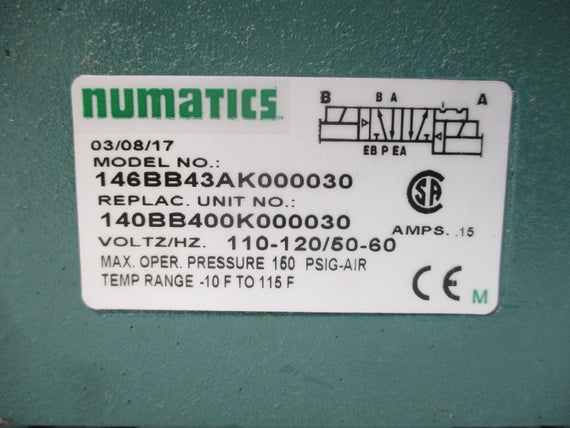 numatics
B B A A
EB P EA
03/08/17
MODEL NO.:
146BB43AK000030
REPLAC. UNIT NO.:
140BB400K000030
AMPS. .15
VOLTZ/HZ. 110-120/50-60
MAX. OPER. PRESSURE 150 PSIG-AIR
TEMP RANGE -10 F TO 115 F
SA
CE M